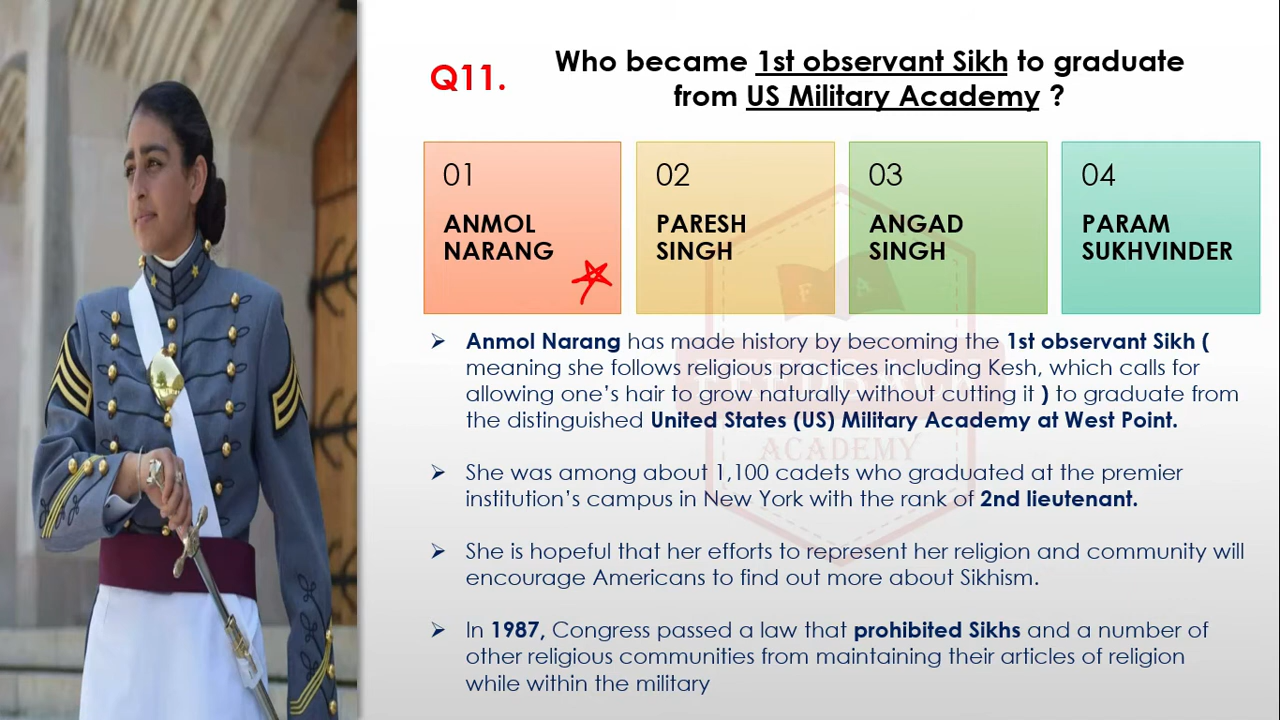 Q11.
Who became 1st observant Sikh to graduate
from US Military Academy ?
01
ANMOL
NARANG
02
PARESH
SINGH
03
ANGAD
SINGH
04
PARAM
SUKHVINDER
F A
FEEDBACK
ACADEMY
➢ Anmol Narang has made history by becoming the 1st observant Sikh (
meaning she follows religious practices including Kesh, which calls for
allowing one’s hair to grow naturally without cutting it ) to graduate from
the distinguished United States (US) Military Academy at West Point.
➢ She was among about 1,100 cadets who graduated at the premier
institution’s campus in New York with the rank of 2nd lieutenant.
➢ She is hopeful that her efforts to represent her religion and community will
encourage Americans to find out more about Sikhism.
➢ In 1987, Congress passed a law that prohibited Sikhs and a number of
other religious communities from maintaining their articles of religion
while within the military